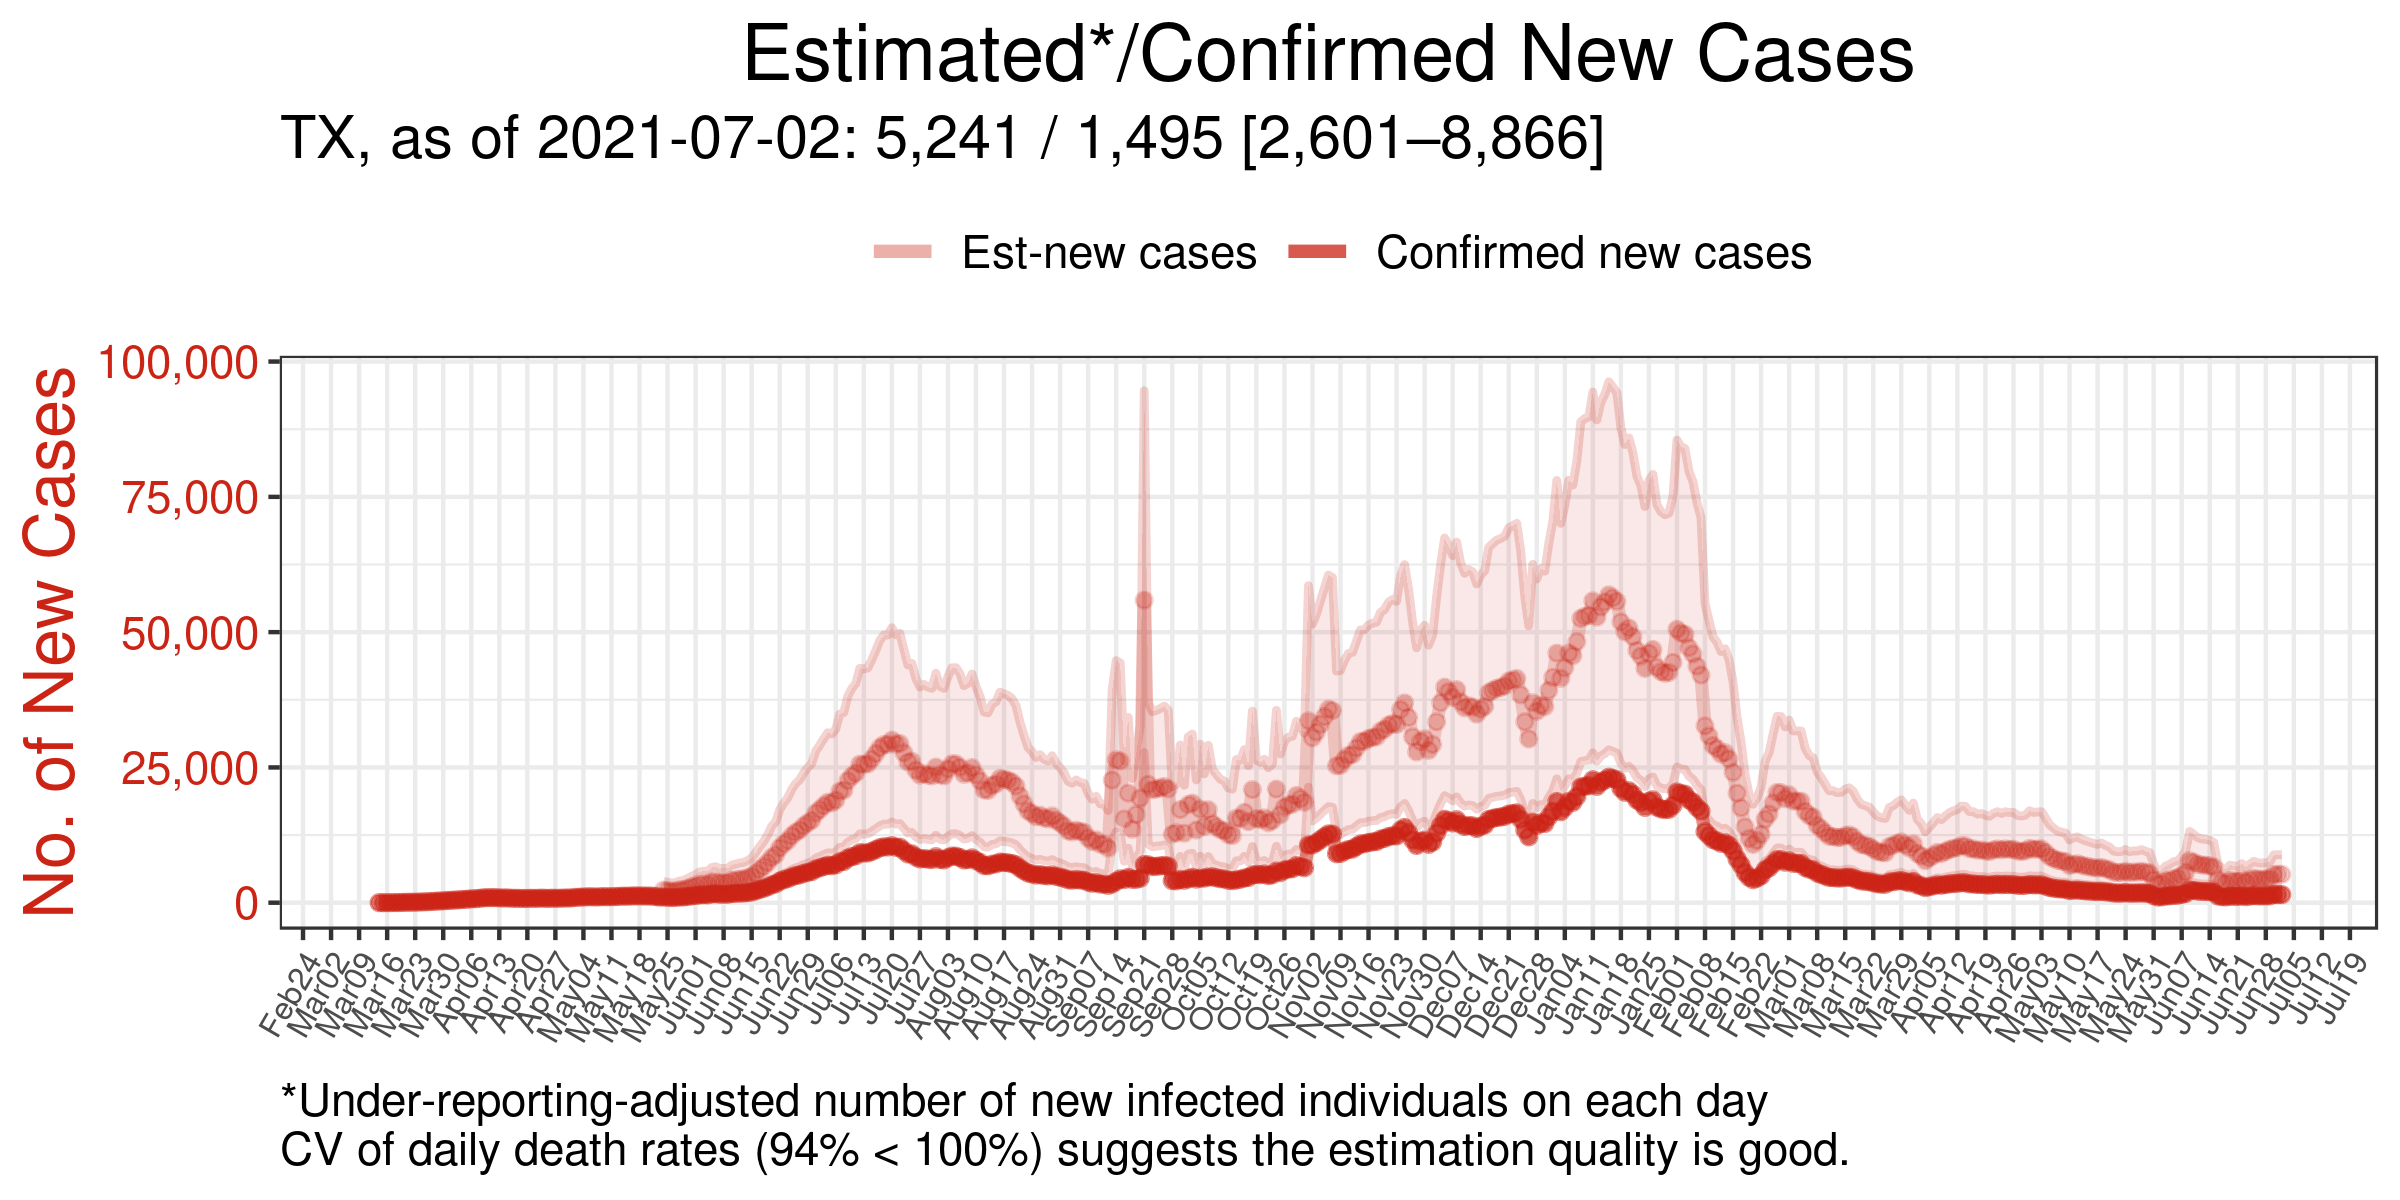 Estimated*/Confirmed New Cases
TX, as of 2021-07-02: 5,241 / 1,495 [2,601–8,866]
Est-new cases Confirmed new cases
No. of New Cases
100,000
75,000
50,000
25,000
0
Feb24 Mar02 Mar09 Mar16 Mar23 Mar30 Apr06 Apr13 Apr20 Apr27 May04 May11 May18 May25 Jun01 Jun08 Jun15 Jun22 Jun29 Jul06 Jul13 Jul20 Jul27 Aug03 Aug10 Aug17 Aug24 Aug31 Sep07 Sep14 Sep21 Sep28 Oct05 Oct12 Oct19 Oct26 Nov02 Nov09 Nov16 Nov23 Nov30 Dec07 Dec14 Dec21 Dec28 Jan04 Jan11 Jan18 Jan25 Feb01 Feb08 Feb15 Feb22 Mar01 Mar08 Mar15 Mar22 Mar29 Apr05 Apr12 Apr19 Apr26 May03 May10 May17 May24 May31 Jun07 Jun14 Jun21 Jun28 Jul05 Jul12 Jul19
*Under-reporting-adjusted number of new infected individuals on each day
CV of daily death rates (94% < 100%) suggests the estimation quality is good.